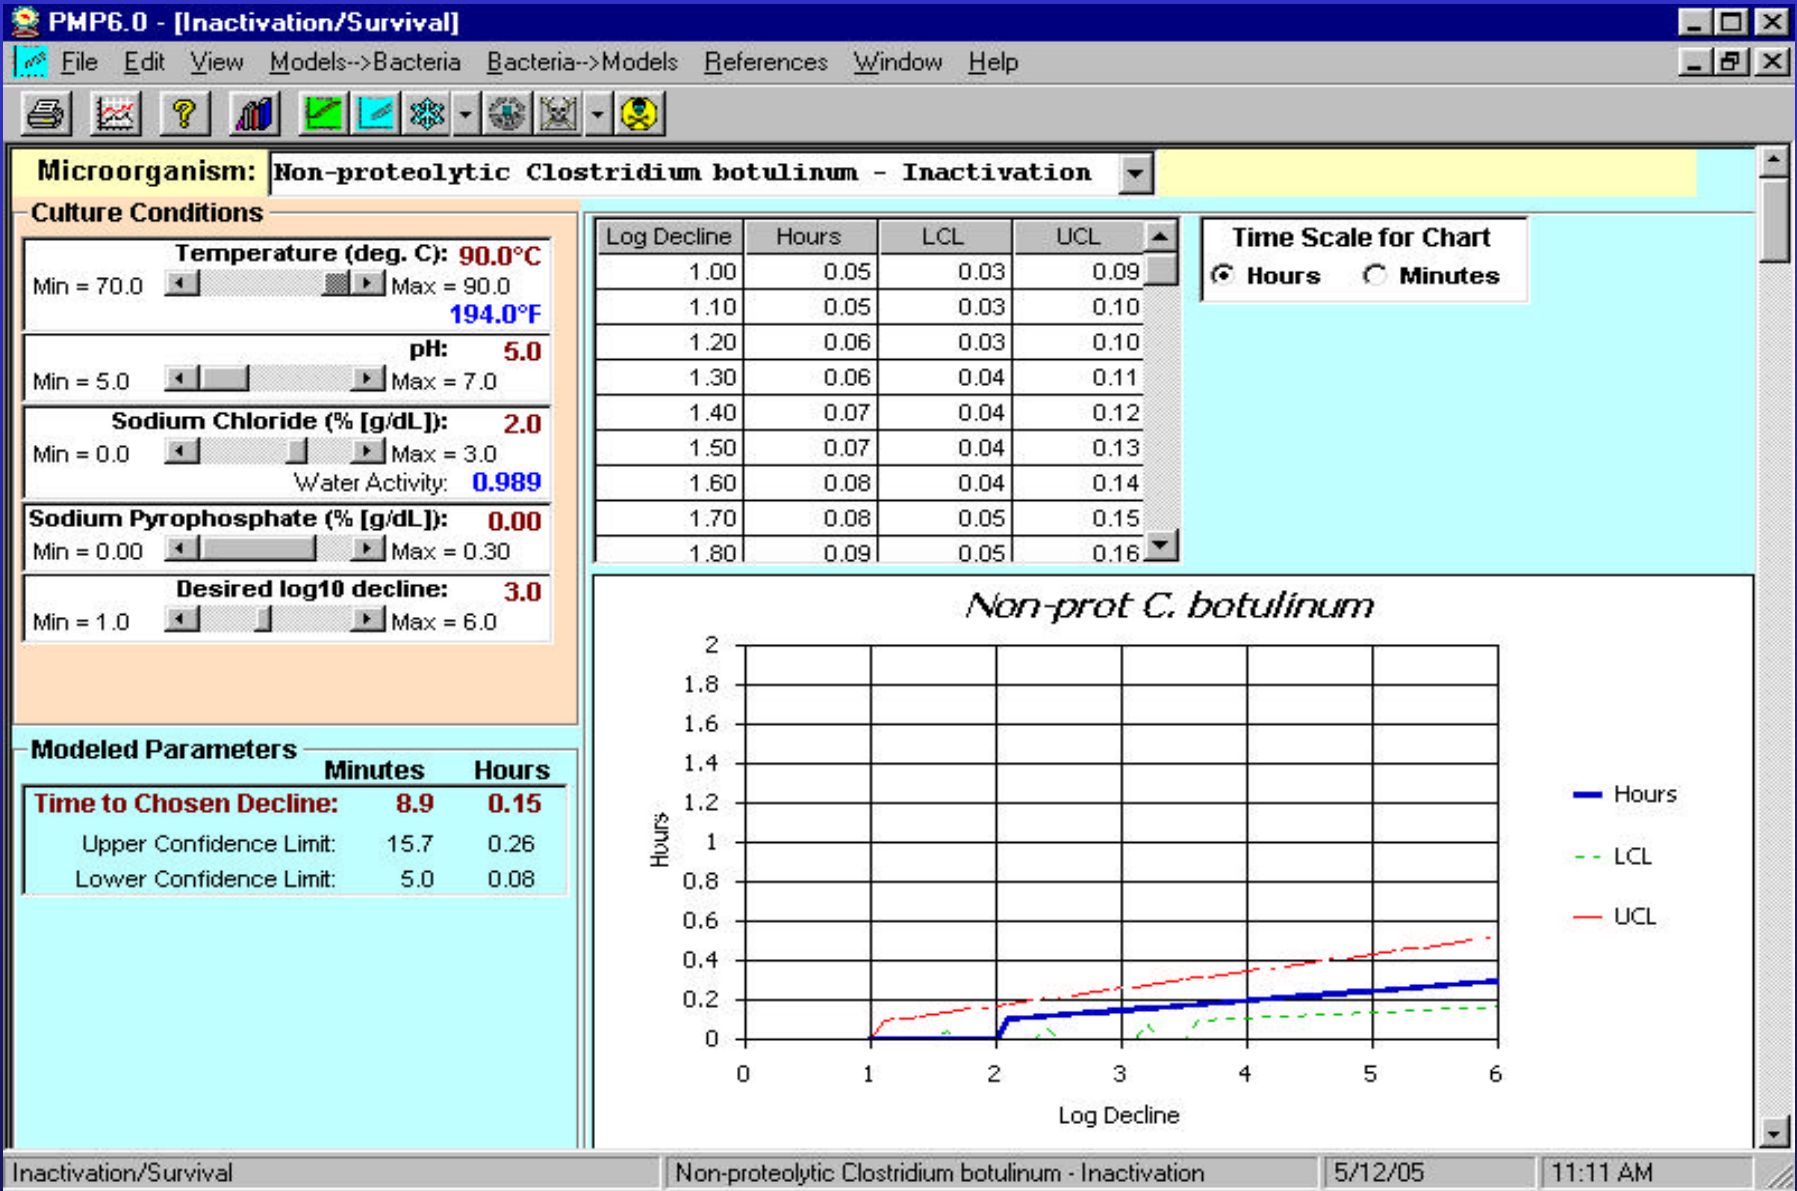 PMP6.0 - [Inactivation/Survival]
File Edit View Models-->Bacteria Bacteria-->Models References Window Help
Microorganism: Non-proteolytic Clostridium botulinum - Inactivation
Culture Conditions
Temperature (deg. C): 90.0°C
Min = 70.0 Max = 90.0
194.0°F
pH: 5.0
Min = 5.0 Max = 7.0
Sodium Chloride (% [g/dL]): 2.0
Min = 0.0 Max = 3.0
Water Activity: 0.989
Sodium Pyrophosphate (% [g/dL]): 0.00
Min = 0.00 Max = 0.30
Desired log10 decline: 3.0
Min = 1.0 Max = 6.0
Modeled Parameters
Minutes Hours
Time to Chosen Decline: 8.9 0.15
Upper Confidence Limit: 15.7 0.26
Lower Confidence Limit: 5.0 0.08
Log Decline Hours LCL UCL
1.00 0.05 0.03 0.09
1.10 0.05 0.03 0.10
1.20 0.06 0.03 0.10
1.30 0.06 0.04 0.11
1.40 0.07 0.04 0.12
1.50 0.07 0.04 0.13
1.60 0.08 0.04 0.14
1.70 0.08 0.05 0.15
1.80 0.09 0.05 0.16
Time Scale for Chart
Hours Minutes
Non-prot C. botulinum
2
1.8
1.6
1.4
1.2
1
0.8
0.6
0.4
0.2
0
Hours
0 1 2 3 4 5 6
Log Decline
Hours
LCL
UCL
Inactivation/Survival Non-proteolytic Clostridium botulinum - Inactivation 5/12/05 11:11 AM